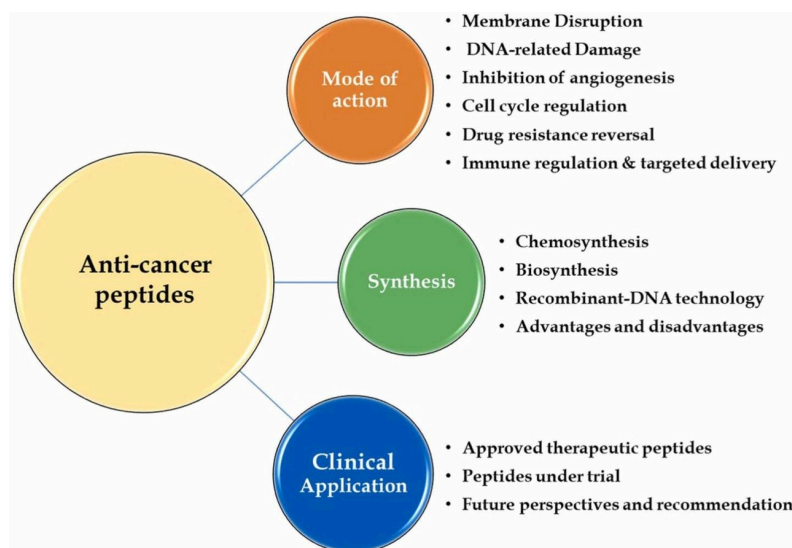 Anti-cancer
peptides
Mode of
action
• Membrane Disruption
• DNA-related Damage
• Inhibition of angiogenesis
• Cell cycle regulation
• Drug resistance reversal
• Immune regulation & targeted delivery
Synthesis
• Chemosynthesis
• Biosynthesis
• Recombinant-DNA technology
• Advantages and disadvantages
Clinical
Application
• Approved therapeutic peptides
• Peptides under trial
• Future perspectives and recommendation